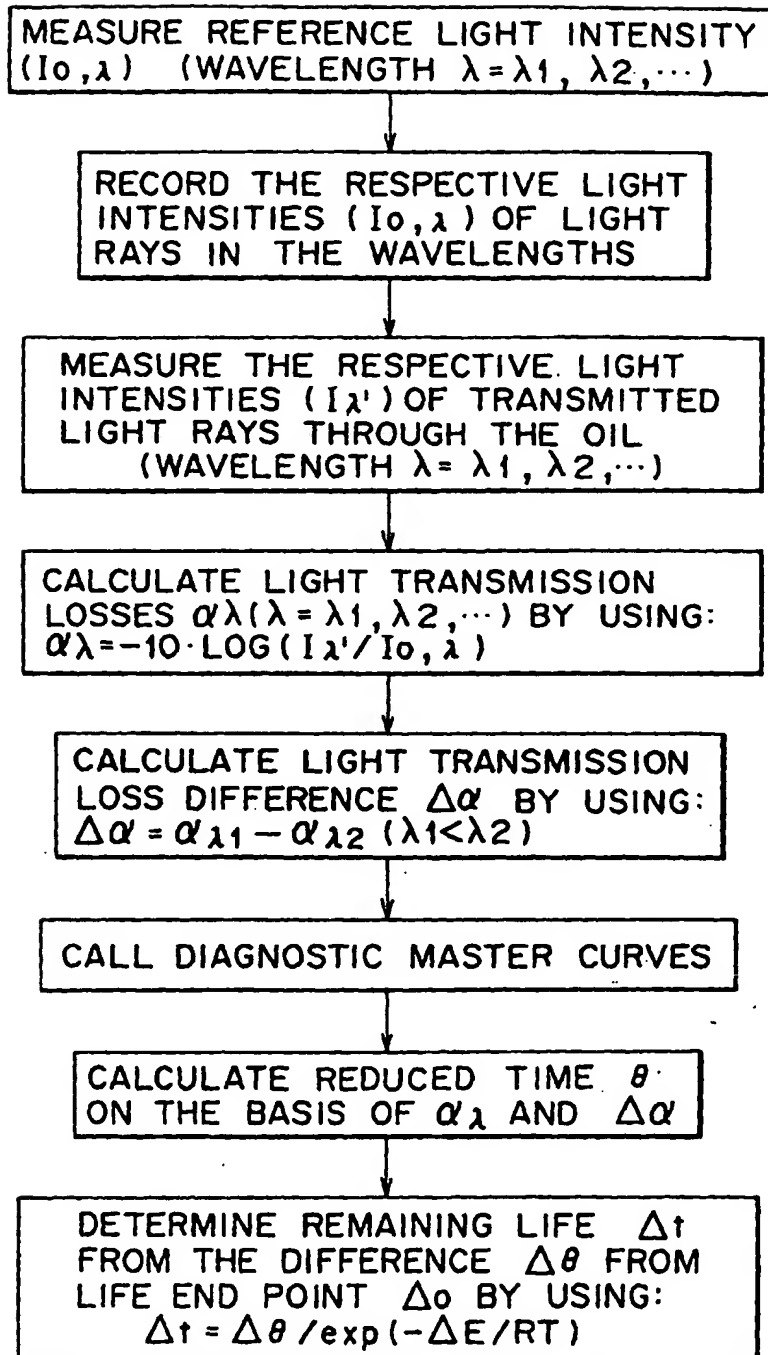 MEASURE REFERENCE LIGHT INTENSITY
(Io,λ) (WAVELENGTH λ=λ1, λ2,···)
RECORD THE RESPECTIVE LIGHT
INTENSITIES (Io,λ) OF LIGHT
RAYS IN THE WAVELENGTHS
MEASURE THE RESPECTIVE LIGHT
INTENSITIES (Iλ') OF TRANSMITTED
LIGHT RAYS THROUGH THE OIL
(WAVELENGTH λ= λ1, λ2,···)
CALCULATE LIGHT TRANSMISSION
LOSSES αλ(λ=λ1, λ2,···) BY USING:
αλ=-10·LOG(Iλ'/Io,λ)
CALCULATE LIGHT TRANSMISSION
LOSS DIFFERENCE Δα BY USING:
Δα=αλ1-αλ2 (λ1<λ2)
CALL DIAGNOSTIC MASTER CURVES
CALCULATE REDUCED TIME θ
ON THE BASIS OF αλ AND Δα
DETERMINE REMAINING LIFE Δt
FROM THE DIFFERENCE Δθ FROM
LIFE END POINT Δo BY USING:
Δt=Δθ/exp(-ΔE/RT)